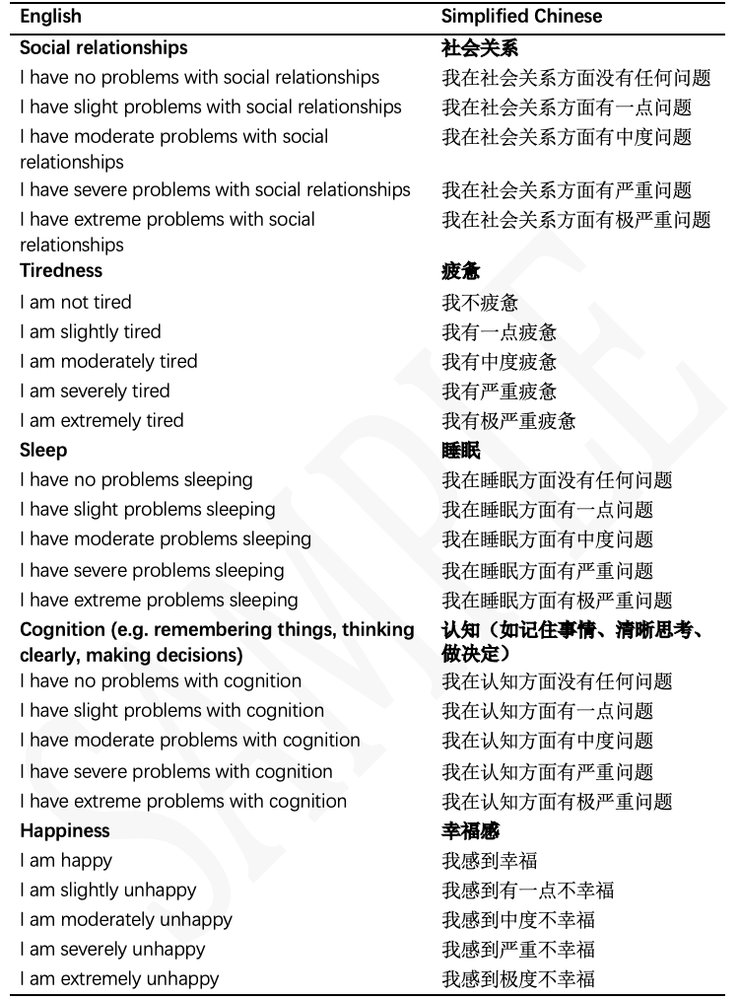 English Simplified Chinese
Social relationships 社会关系
I have no problems with social relationships 我在社会关系方面没有任何问题
I have slight problems with social relationships 我在社会关系方面有一点问题
I have moderate problems with social 我在社会关系方面有中度问题
relationships
I have severe problems with social relationships 我在社会关系方面有严重问题
I have extreme problems with social 我在社会关系方面有极严重问题
relationships
Tiredness 疲惫
I am not tired 我不疲惫
I am slightly tired 我有一点疲惫
I am moderately tired 我有中度疲惫
I am severely tired 我有严重疲惫
I am extremely tired 我有极严重疲惫
Sleep 睡眠
I have no problems sleeping 我在睡眠方面没有任何问题
I have slight problems sleeping 我在睡眠方面有一点问题
I have moderate problems sleeping 我在睡眠方面有中度问题
I have severe problems sleeping 我在睡眠方面有严重问题
I have extreme problems sleeping 我在睡眠方面有极严重问题
Cognition (e.g. remembering things, thinking 认知（如记住事情、清晰思考、
clearly, making decisions) 做决定）
I have no problems with cognition 我在认知方面没有任何问题
I have slight problems with cognition 我在认知方面有一点问题
I have moderate problems with cognition 我在认知方面有中度问题
I have severe problems with cognition 我在认知方面有严重问题
I have extreme problems with cognition 我在认知方面有极严重问题
Happiness 幸福感
I am happy 我感到幸福
I am slightly unhappy 我感到有一点不幸福
I am moderately unhappy 我感到中度不幸福
I am severely unhappy 我感到严重不幸福
I am extremely unhappy 我感到极度不幸福
SAMPLE